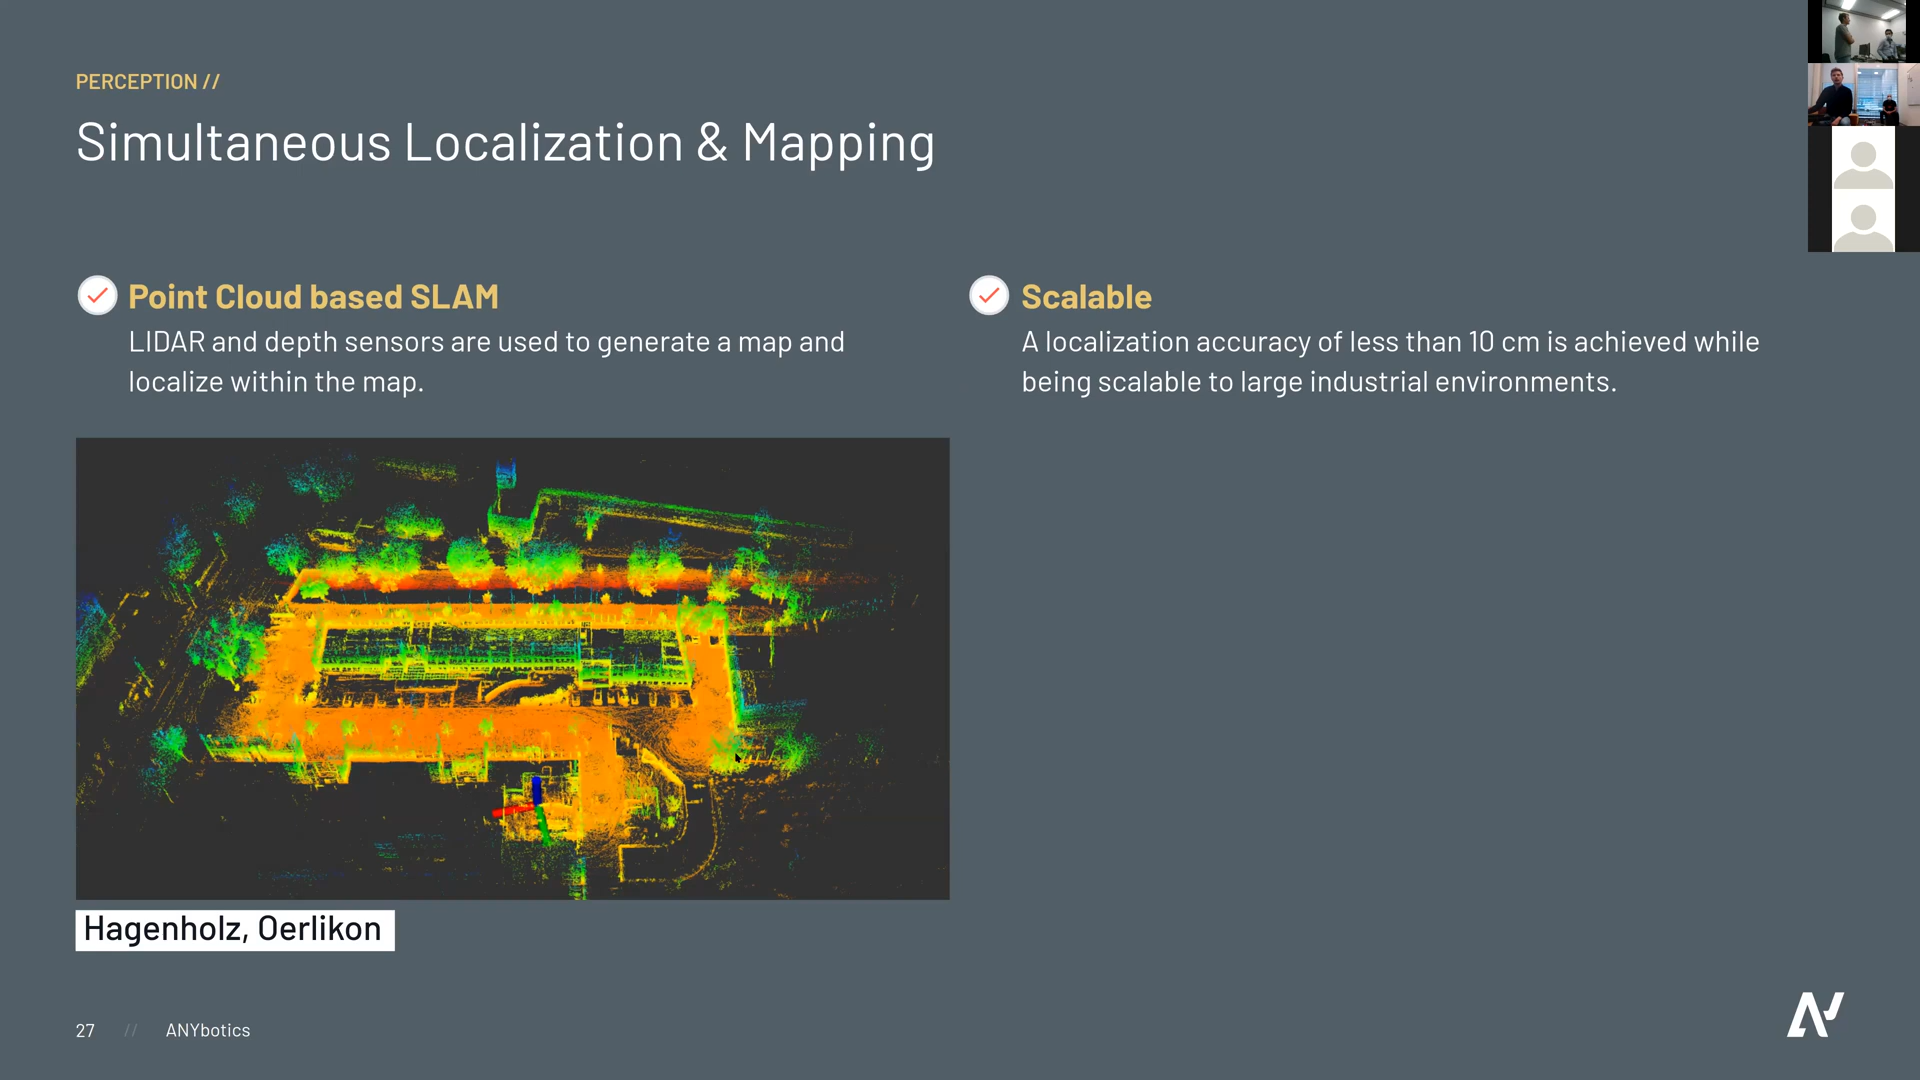 PERCEPTION //
Simultaneous Localization & Mapping
Point Cloud based SLAM
LIDAR and depth sensors are used to generate a map and
localize within the map.
Scalable
A localization accuracy of less than 10 cm is achieved while
being scalable to large industrial environments.
Hagenholz, Oerlikon
27 // ANYbotics